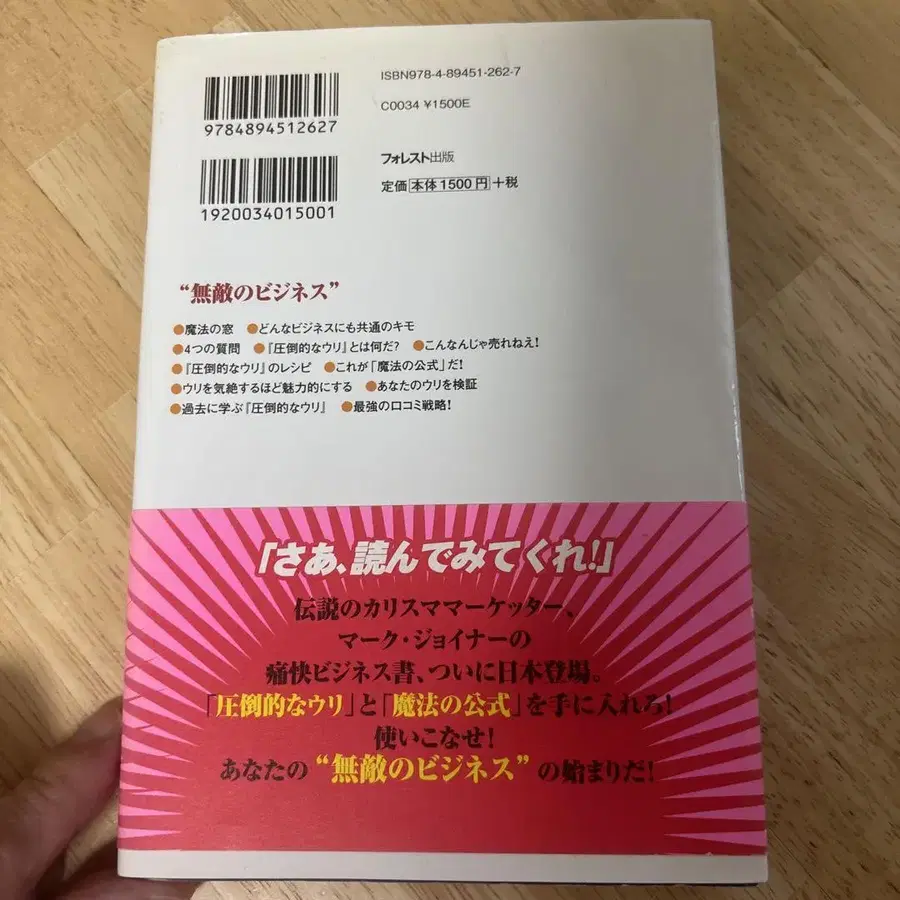 ISBN978-4-89451-262-7
C0034 ¥1500E
9784894512627
フォレスト出版
定価 本体1500円 +税
1920034015001
“無敵のビジネス”
●魔法の窓 ●どんなビジネスにも共通のキモ
●4つの質問 ●『圧倒的なウリ』とは何だ? ●こんなんじゃ売れねえ!
●『圧倒的なウリ』のレシピ ●これが「魔法の公式」だ!
●ウリを気絶するほど魅力的にする ●あなたのウリを検証
●過去に学ぶ『圧倒的なウリ』 ●最強の口コミ戦略!
「さあ、読んでみてくれ!」
伝説のカリスママーケッター、
マーク・ジョイナーの
痛快ビジネス書、ついに日本登場。
「圧倒的なウリ」と「魔法の公式」を手に入れろ!
使いこなせ!
あなたの“無敵のビジネス”の始まりだ!